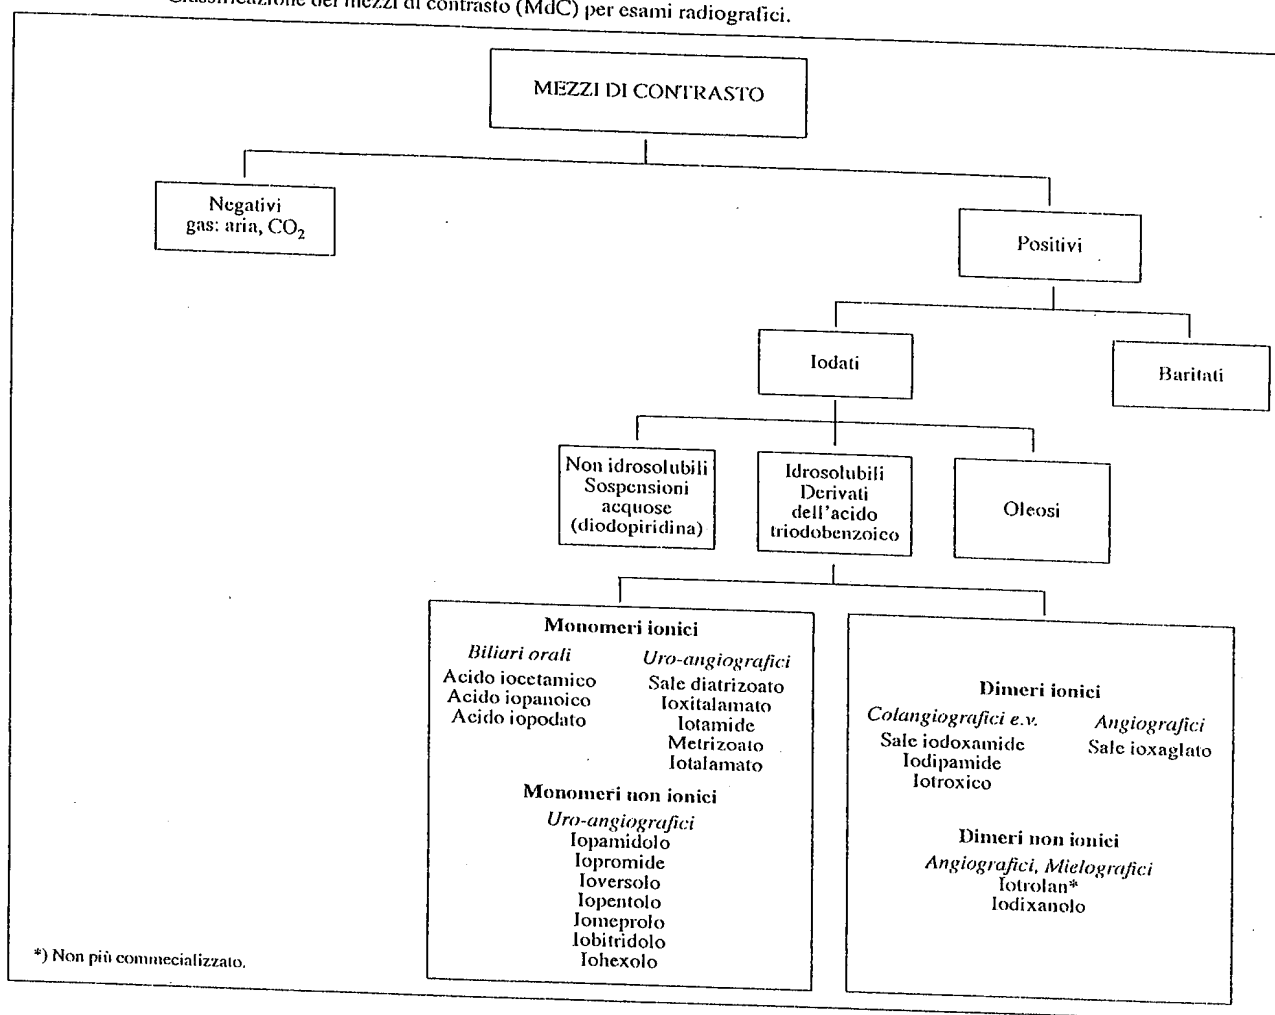 Classificazione dei mezzi di contrasto (MdC) per esami radiografici.
MEZZI DI CONTRASTO
Negativi
gas: aria, CO₂
Positivi
Iodati
Baritati
Non idrosolubili
Sospensioni
acquose
(diodopiridina)
Idrosolubili
Derivati
dell'acido
triodobenzoico
Oleosi
Monomeri ionici
Biliari orali
Acido iocetamico
Acido iopanoico
Acido iopodato
Uro-angiografici
Sale diatrizoato
Ioxitalamato
Iotamide
Metrizoato
Iotalamato
Monomeri non ionici
Uro-angiografici
Iopamidolo
Iopromide
Ioversolo
Iopentolo
Iomeprolo
Iobitridolo
Iohexolo
Dimeri ionici
Colangiografici e.v.
Sale iodoxamide
Iodipamide
Iotroxico
Angiografici
Sale ioxaglato
Dimeri non ionici
Angiografici, Mielografici
Iotrolan*
Iodixanolo
*) Non più commecializzato.